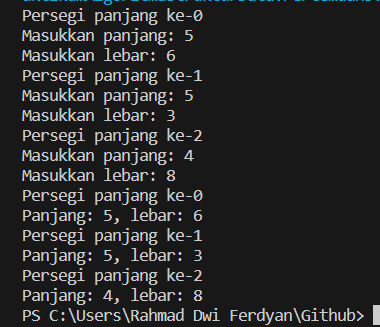 Persegi panjang ke-0
Masukkan panjang: 5
Masukkan lebar: 6
Persegi panjang ke-1
Masukkan panjang: 5
Masukkan lebar: 3
Persegi panjang ke-2
Masukkan panjang: 4
Masukkan lebar: 8
Persegi panjang ke-0
Panjang: 5, lebar: 6
Persegi panjang ke-1
Panjang: 5, lebar: 3
Persegi panjang ke-2
Panjang: 4, lebar: 8
PS C:\Users\Rahmad Dwi Ferdyan\Github>